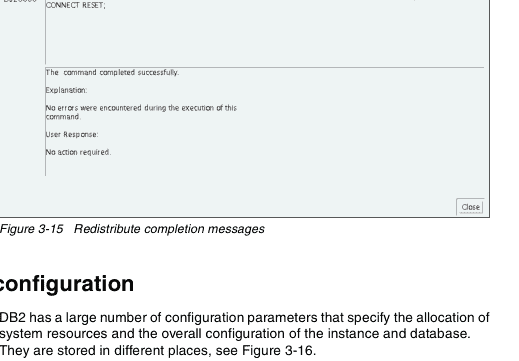 CONNECT RESET;
The command completed successfully.
Explanation:
No errors were encountered during the execution of this
command.
User Response:
No action required.
Close
Figure 3-15 Redistribute completion messages
configuration
DB2 has a large number of configuration parameters that specify the allocation of
system resources and the overall configuration of the instance and database.
They are stored in different places, see Figure 3-16.